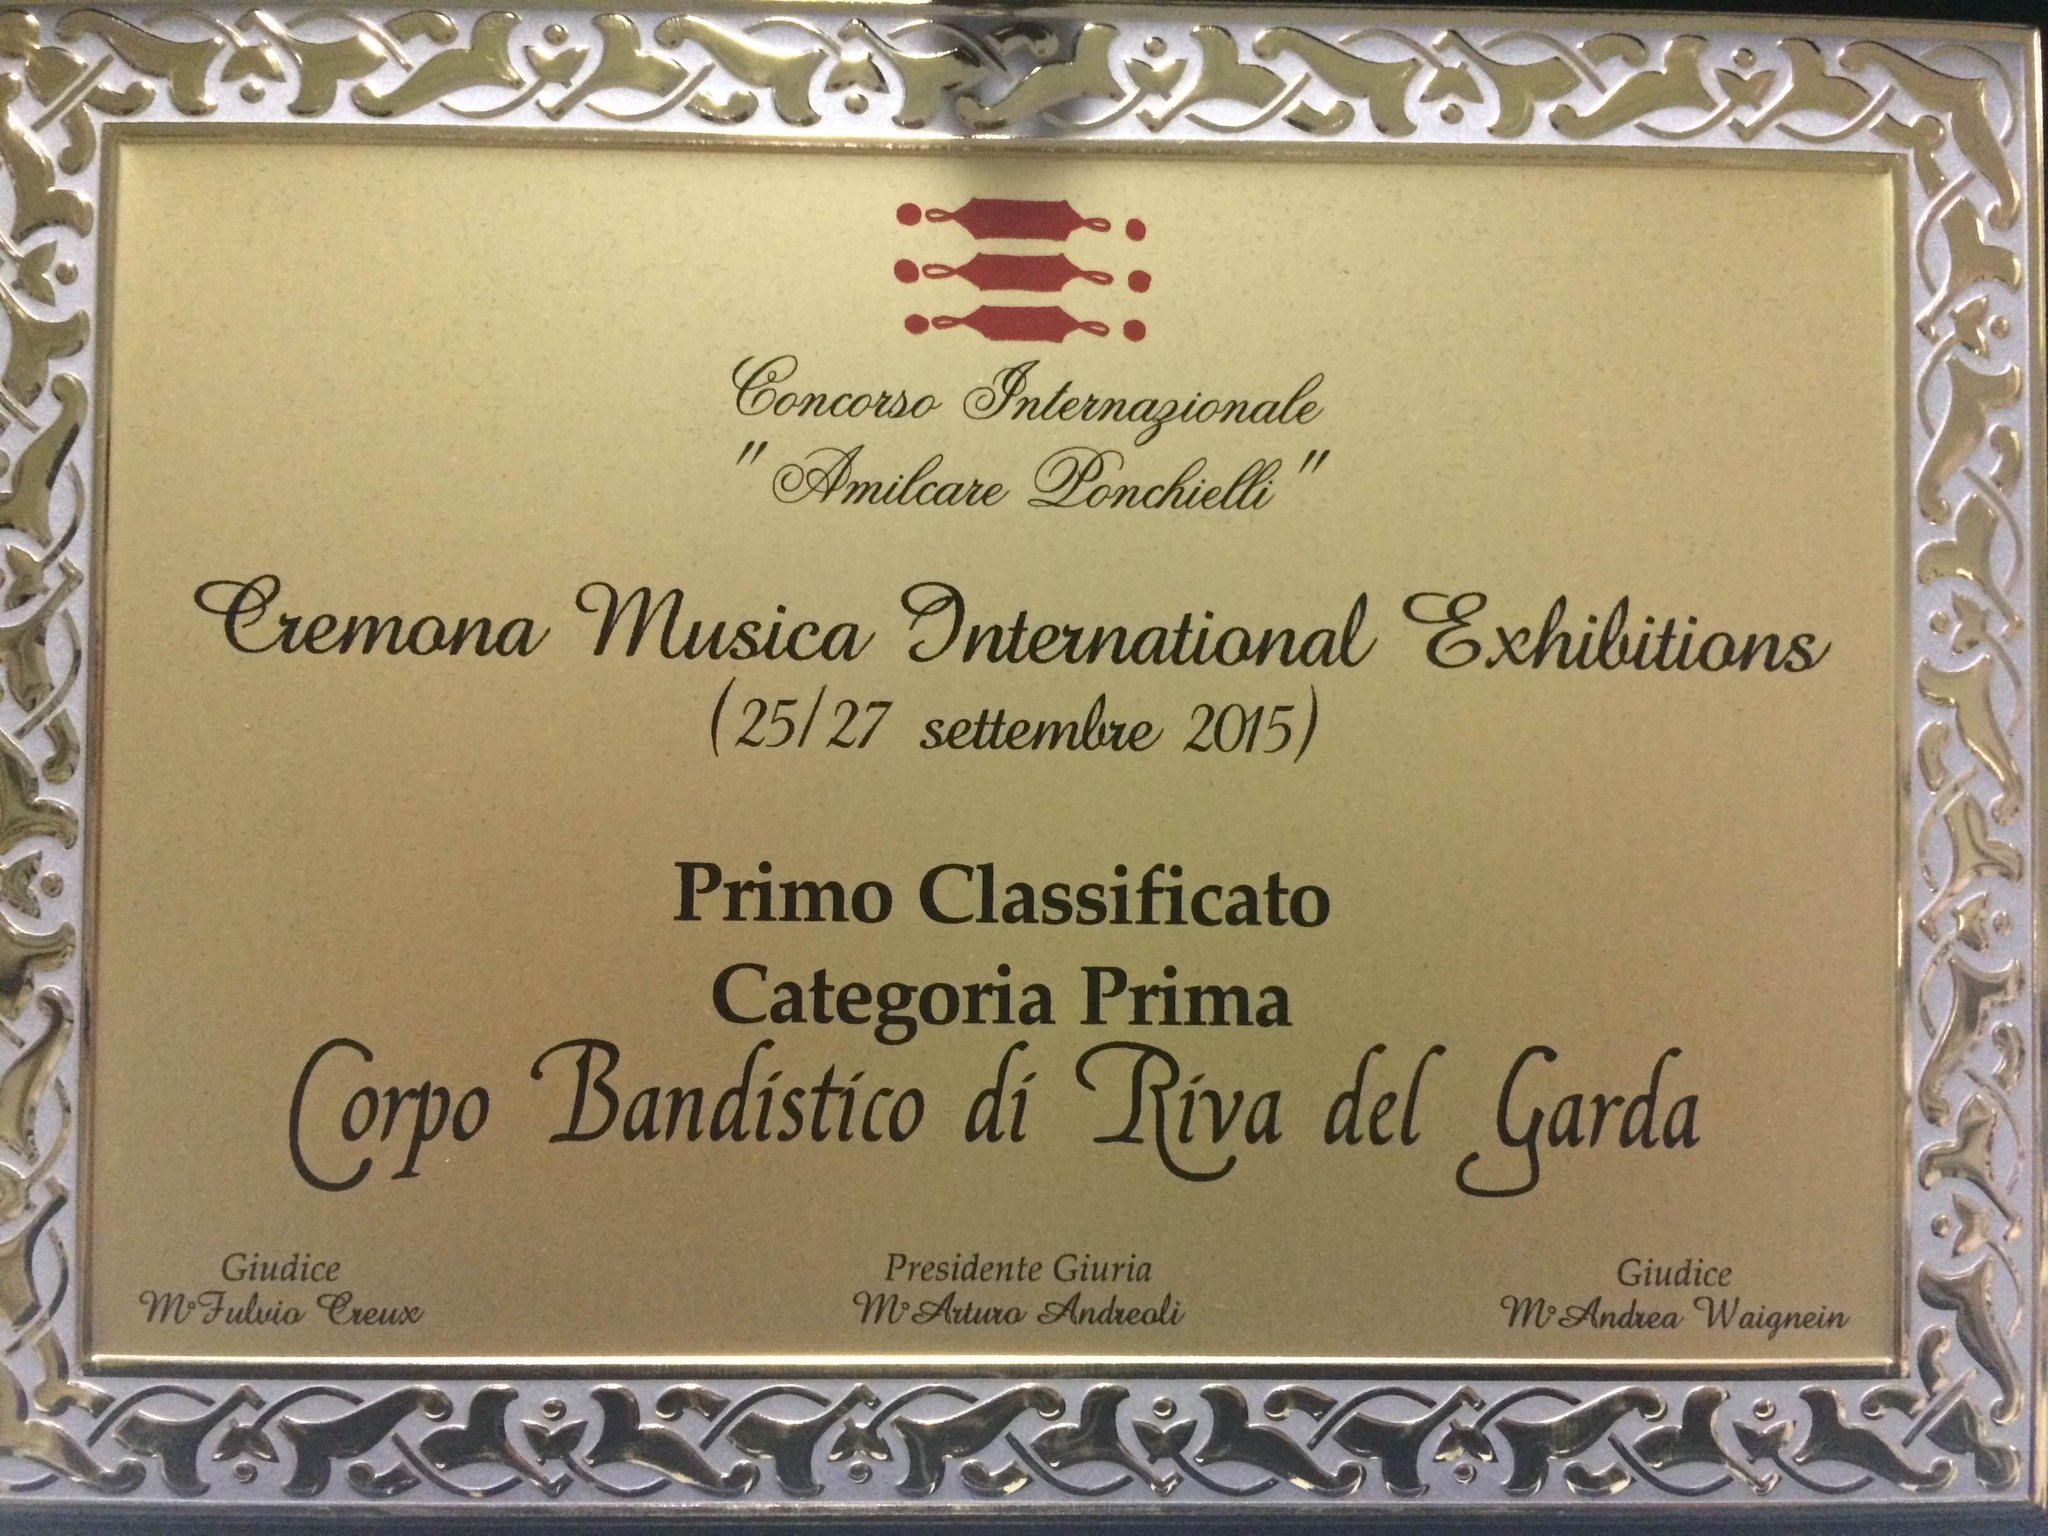 Concorso Internazionale
"Amilcare Ponchielli"
Cremona Musica International Exhibitions
(25/27 settembre 2015)
Primo Classificato
Categoria Prima
Corpo Bandistico di Riva del Garda
Giudice
M° Fulvio Creux
Presidente Giuria
M° Arturo Andreoli
Giudice
M° Andrea Waignein